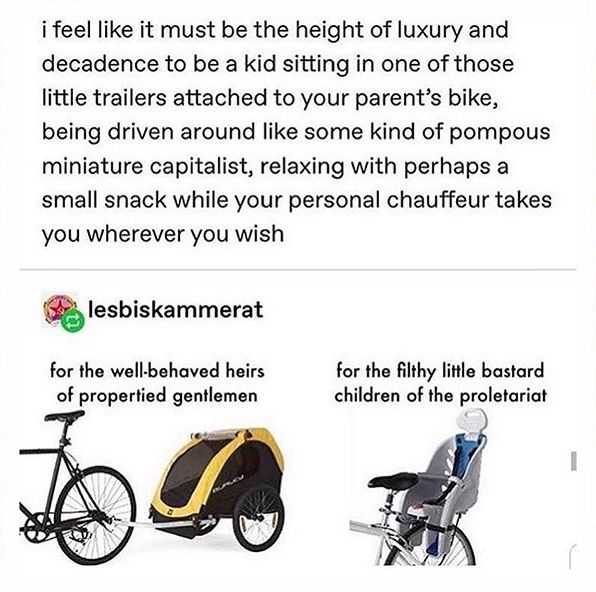 i feel like it must be the height of luxury and
decadence to be a kid sitting in one of those
little trailers attached to your parent's bike,
being driven around like some kind of pompous
miniature capitalist, relaxing with perhaps a
small snack while your personal chauffeur takes
you wherever you wish
lesbiskammerat
for the well-behaved heirs
of propertied gentlemen
for the filthy little bastard
children of the proletariat
BURLEY